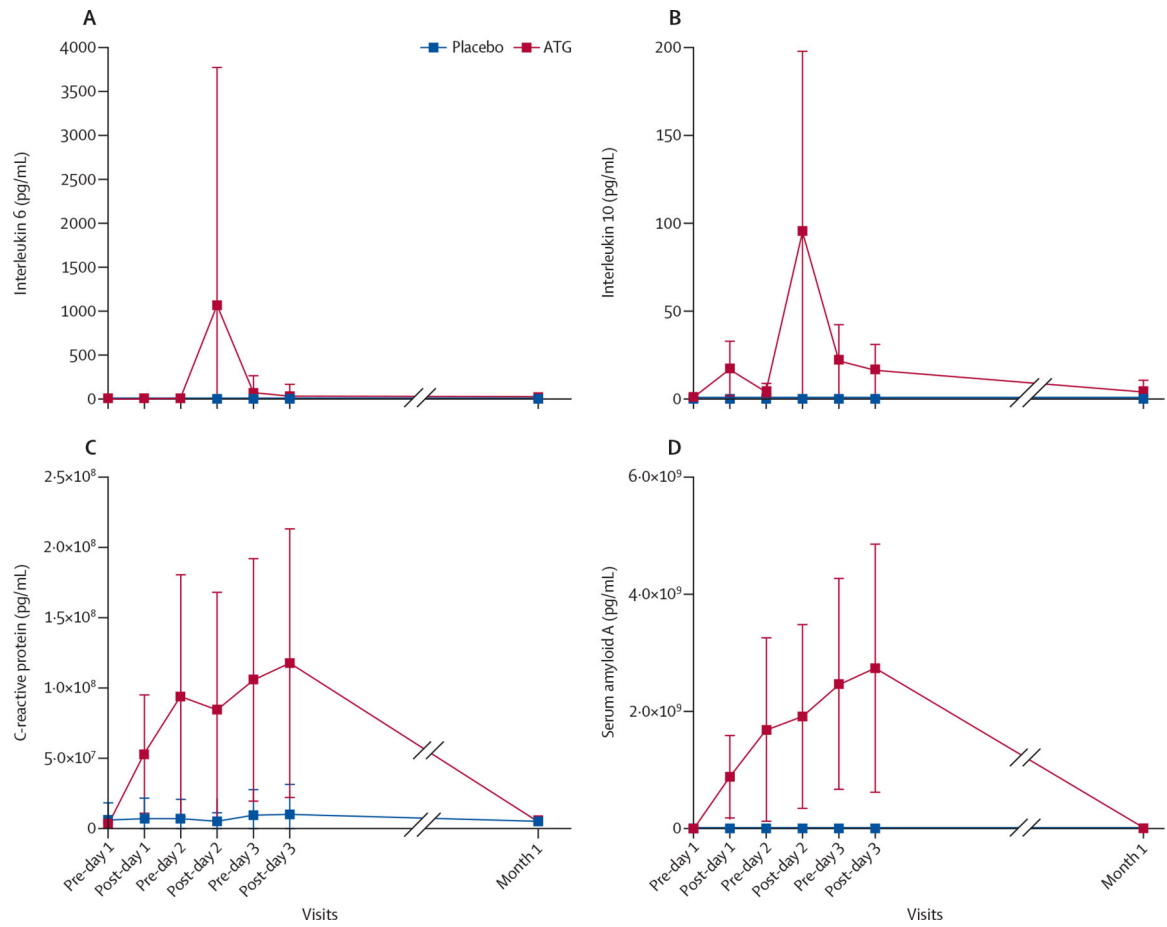 A
Placebo ATG
4000
3500
3000
2500
2000
1500
1000
500
0
Interleukin 6 (pg/mL)
B
200
150
100
50
0
Interleukin 10 (pg/mL)
C
2·5×10⁸
2·0×10⁸
1·5×10⁸
1·0×10⁸
5·0×10⁷
0
C-reactive protein (pg/mL)
Pre-day 1
Post-day 1
Pre-day 2
Post-day 2
Pre-day 3
Post-day 3
Month 1
Visits
D
6·0×10⁹
4·0×10⁹
2·0×10⁹
0
Serum amyloid A (pg/mL)
Pre-day 1
Post-day 1
Pre-day 2
Post-day 2
Pre-day 3
Post-day 3
Month 1
Visits